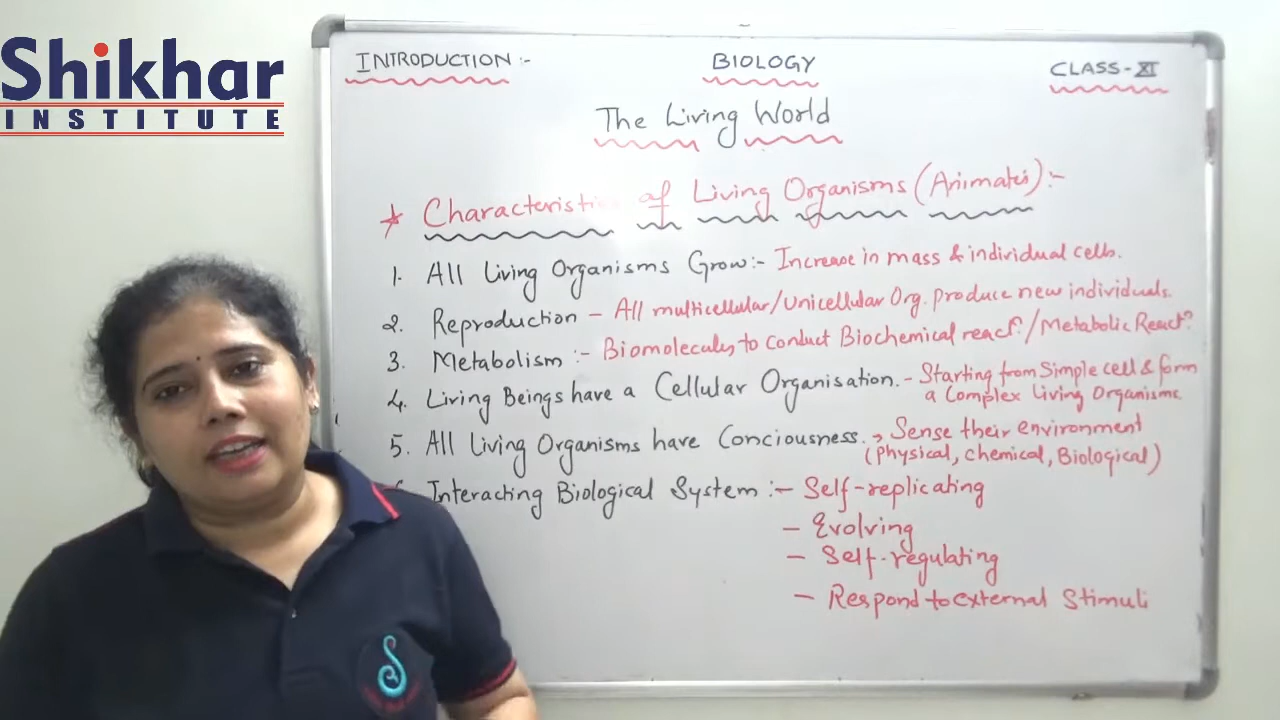 Shikhar
INSTITUTE
INTRODUCTION :-
BIOLOGY
CLASS-XI
The Living World
* Characteristics of Living Organisms (Animates) :-
1. All Living Organisms Grow :- Increase in mass & individual cells.
2. Reproduction - All multicellular/Unicellular Org. produce new individuals.
3. Metabolism :- Biomolecules to conduct Biochemical reacⁿ?/Metabolic Reacⁿ?
4. Living Beings have a Cellular Organisation. - Starting from Simple cell & form
a Complex Living Organisms.
5. All Living Organisms have Conciousness. → Sense their environment
(physical, chemical, Biological)
Interacting Biological System :- Self-replicating
- Evolving
- Self-regulating
- Respond to external Stimuli